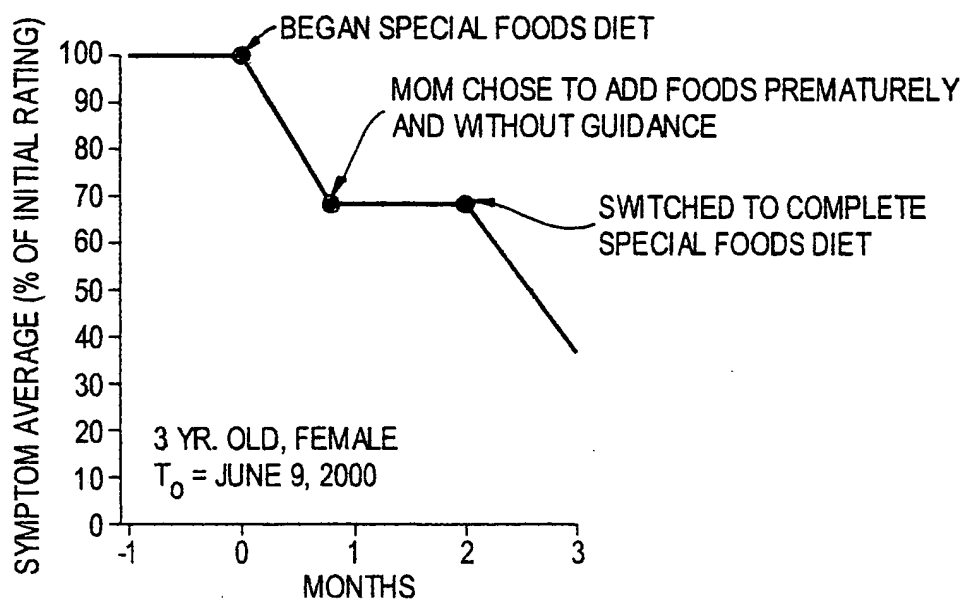 BEGAN SPECIAL FOODS DIET
MOM CHOSE TO ADD FOODS PREMATURELY
AND WITHOUT GUIDANCE
SWITCHED TO COMPLETE
SPECIAL FOODS DIET
SYMPTOM AVERAGE (% OF INITIAL RATING)
100
90
80
70
60
50
40
30
20
10
0
3 YR. OLD, FEMALE
T0 = JUNE 9, 2000
-1 0 1 2 3
MONTHS